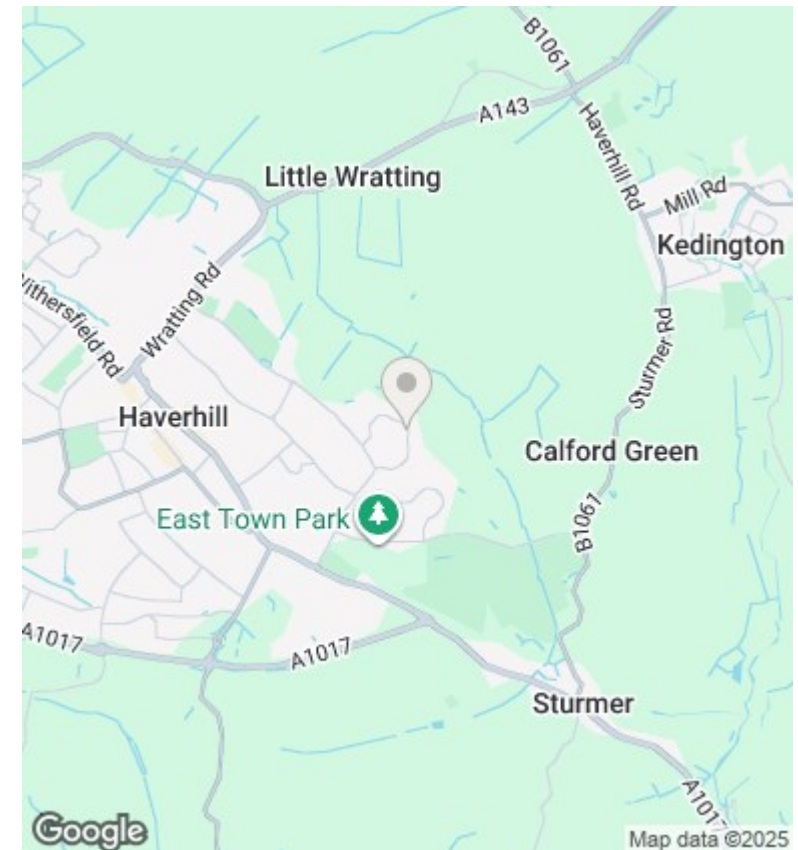 B1061
A143
Haverhill Rd
Little Wratting
Mill Rd
Kedington
Withersfield Rd
Wratting Rd
Sturmer Rd
Haverhill
Calford Green
East Town Park
B1061
A1017
A1017
Sturmer
A1017
Google
Map data ©2025